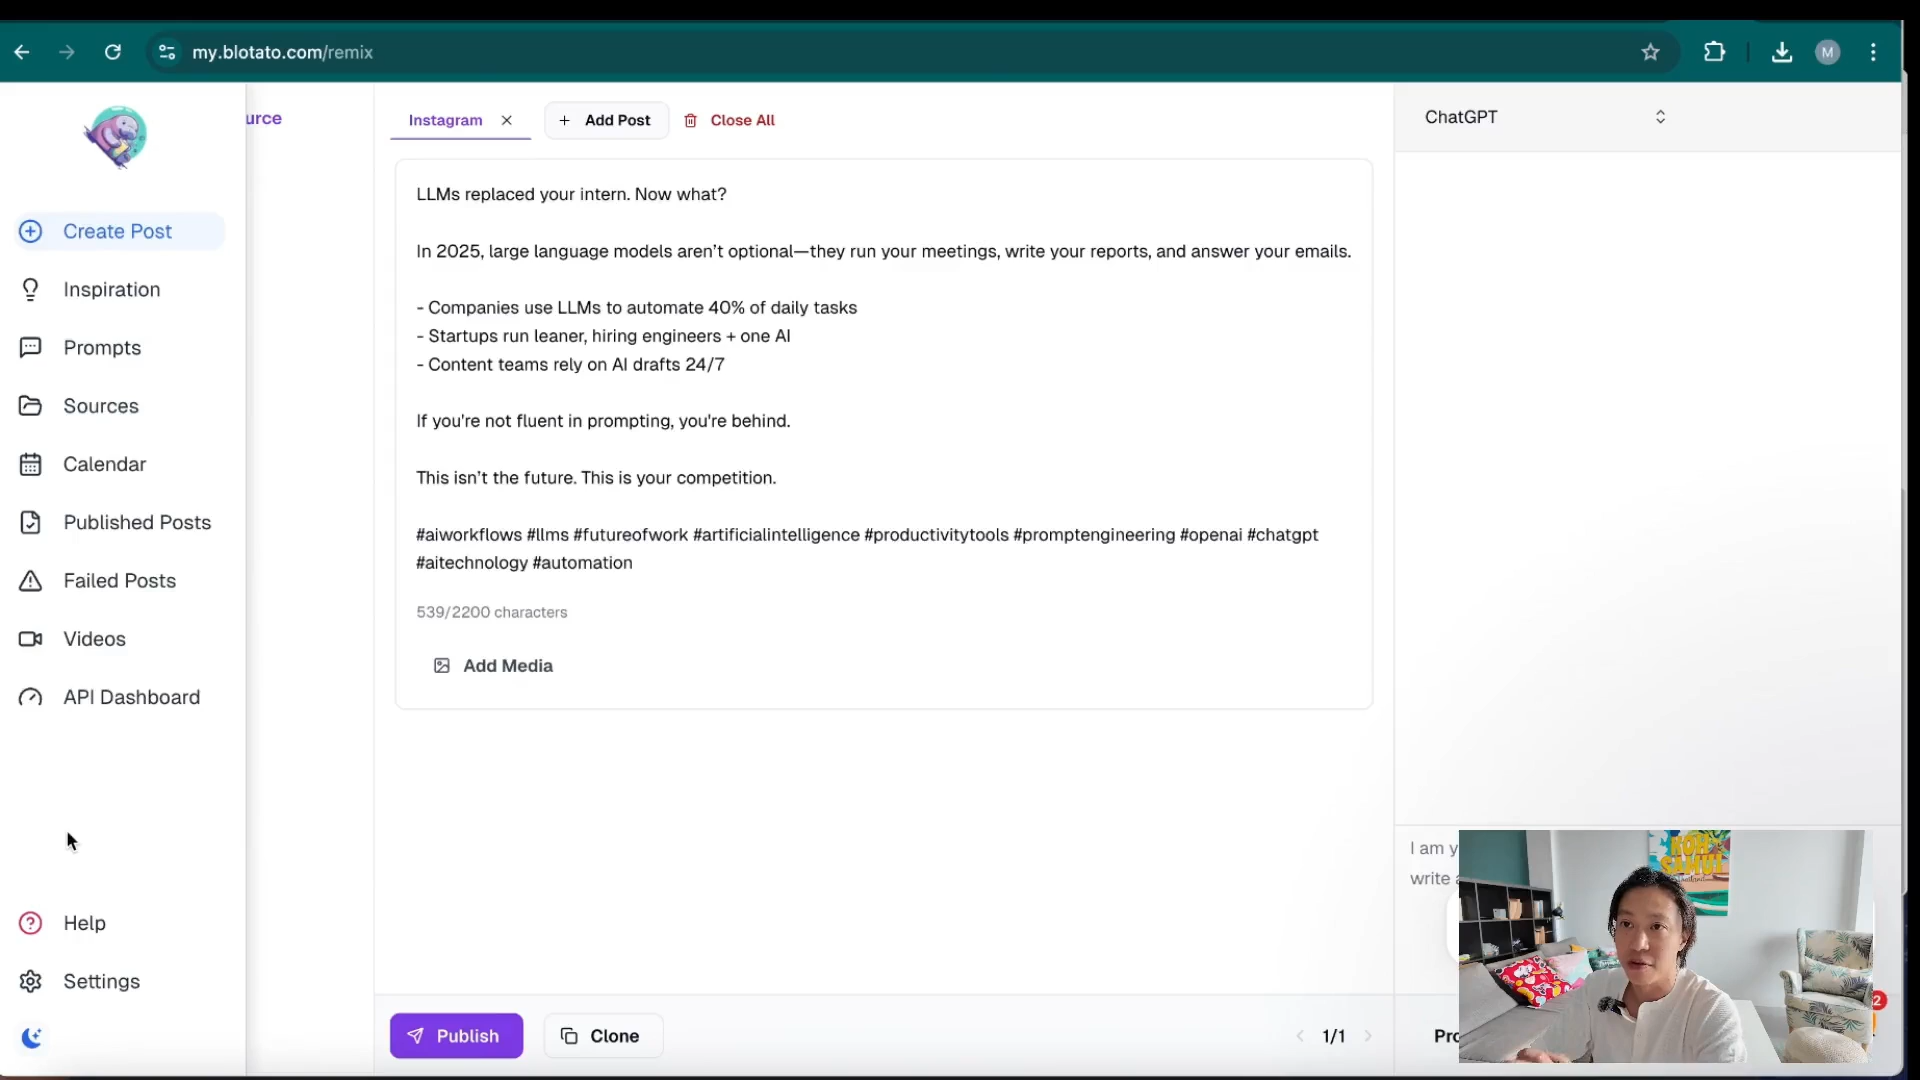 my.blotato.com/remix
M
Create Post
Inspiration
Prompts
Sources
Calendar
Published Posts
Failed Posts
Videos
API Dashboard
Help
Settings
urce
Instagram
Add Post
Close All
LLMs replaced your intern. Now what?
In 2025, large language models aren’t optional—they run your meetings, write your reports, and answer your emails.
- Companies use LLMs to automate 40% of daily tasks
- Startups run leaner, hiring engineers + one AI
- Content teams rely on AI drafts 24/7
If you're not fluent in prompting, you're behind.
This isn’t the future. This is your competition.
#aiworkflows #llms #futureofwork #artificialintelligence #productivitytools #promptengineering #openai #chatgpt
#aitechnology #automation
539/2200 characters
Add Media
Publish
Clone
1/1
ChatGPT
I am y
write a
Pro
KOH
SAMUI
2